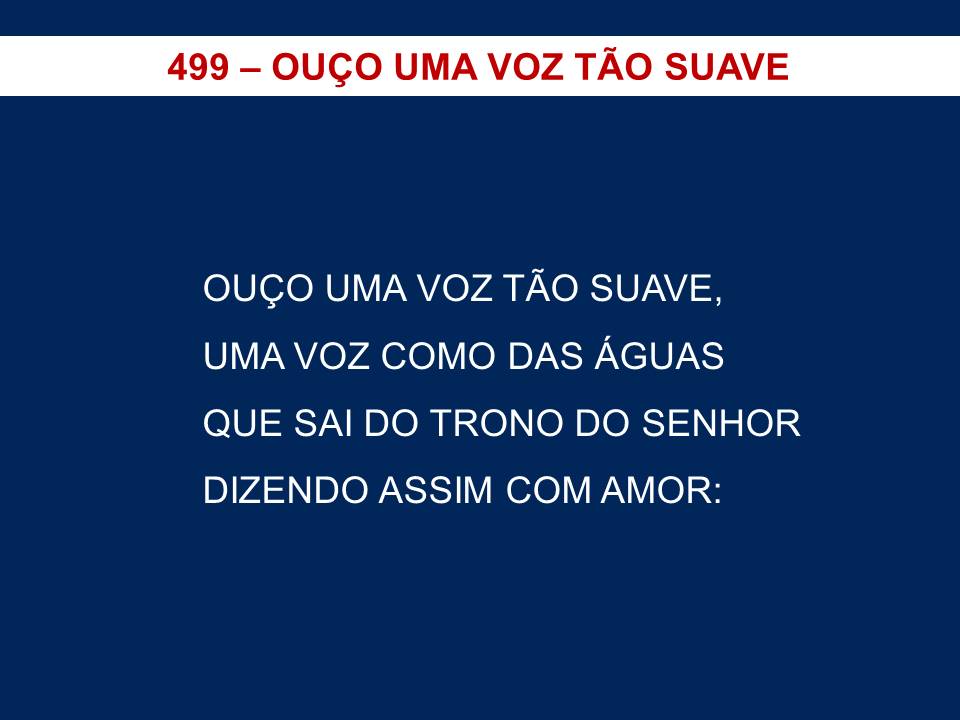 499 – OUÇO UMA VOZ TÃO SUAVE
OUÇO UMA VOZ TÃO SUAVE,
UMA VOZ COMO DAS ÁGUAS
QUE SAI DO TRONO DO SENHOR
DIZENDO ASSIM COM AMOR: